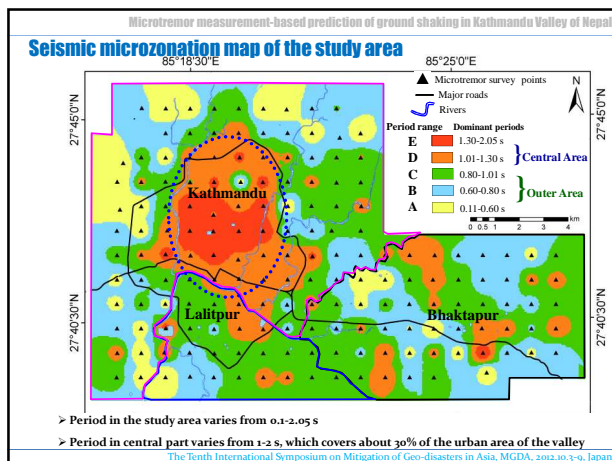 Microtremor measurement-based prediction of ground shaking in Kathmandu Valley of Nepal
Seismic microzonation map of the study area
85°18'30"E
85°25'0"E
Microtremor survey points
Major roads
Rivers
N
27°45'0"N
27°45'0"N
Period range Dominant periods
E 1.30-2.05 s
D 1.01-1.30 s
Central Area
C 0.80-1.01 s
B 0.60-0.80 s
Outer Area
A 0.11-0.60 s
0 0.5 1 2 3 4
km
Kathmandu
Lalitpur
Bhaktapur
27°40'30"N
27°40'30"N
➢ Period in the study area varies from 0.1-2.05 s
➢ Period in central part varies from 1-2 s, which covers about 30% of the urban area of the valley
The Tenth International Symposium on Mitigation of Geo-disasters in Asia, MGDA, 2012.10.3-9, Japan